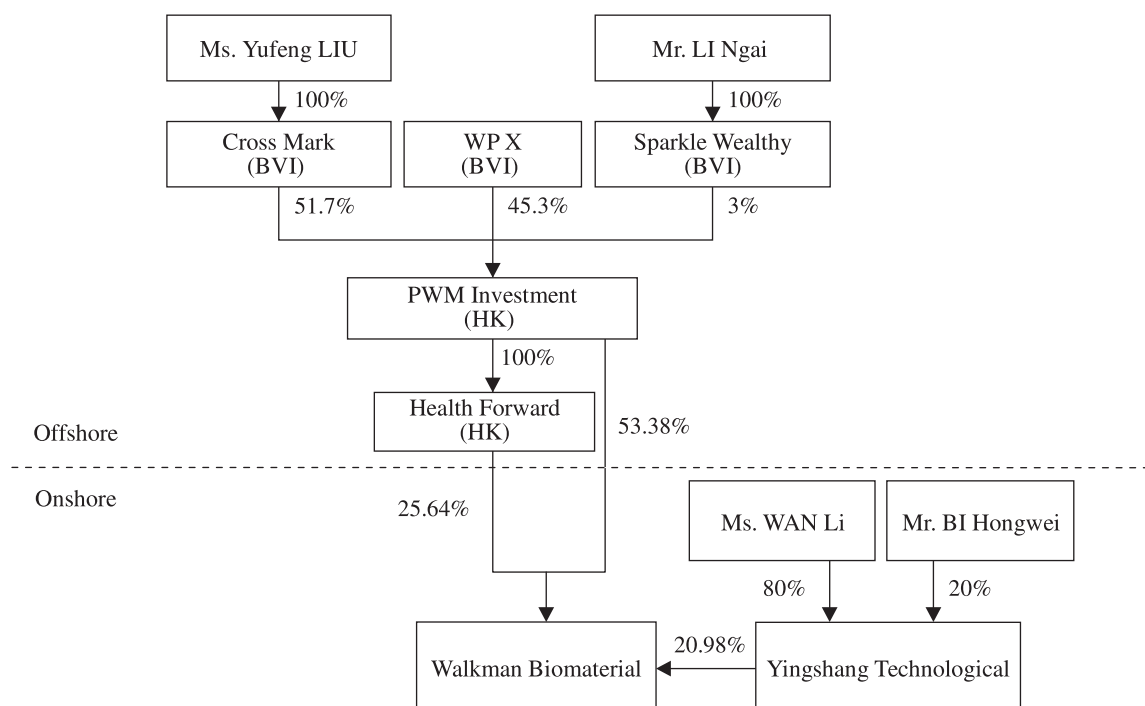 Ms. Yufeng LIU
Mr. LI Ngai
100%
100%
Cross Mark
(BVI)
WP X
(BVI)
Sparkle Wealthy
(BVI)
51.7%
45.3%
3%
PWM Investment
(HK)
100%
Health Forward
(HK)
53.38%
Offshore
Onshore
25.64%
Ms. WAN Li
Mr. BI Hongwei
80%
20%
Walkman Biomaterial
20.98%
Yingshang Technological